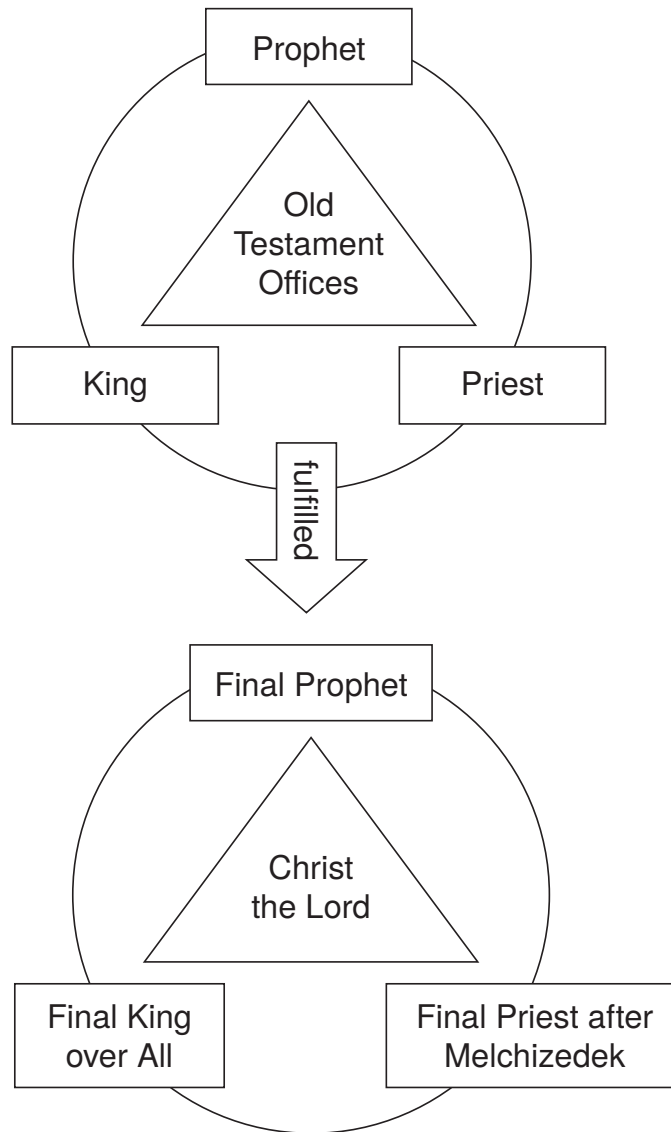 Prophet
Old
Testament
Offices
King
Priest
fulfilled
Final Prophet
Christ
the Lord
Final King
over All
Final Priest after
Melchizedek